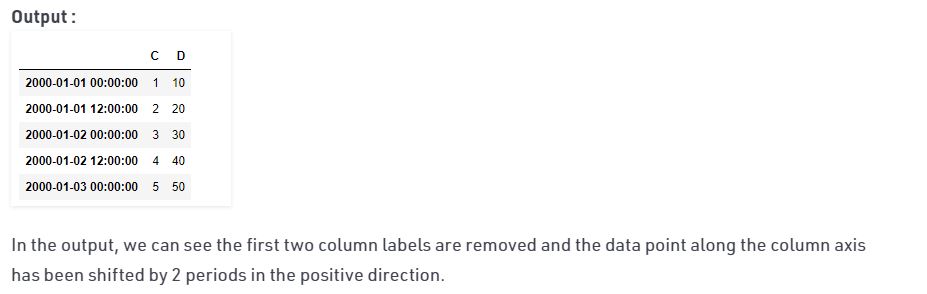 Output :
C D
2000-01-01 00:00:00 1 10
2000-01-01 12:00:00 2 20
2000-01-02 00:00:00 3 30
2000-01-02 12:00:00 4 40
2000-01-03 00:00:00 5 50
In the output, we can see the first two column labels are removed and the data point along the column axis
has been shifted by 2 periods in the positive direction.